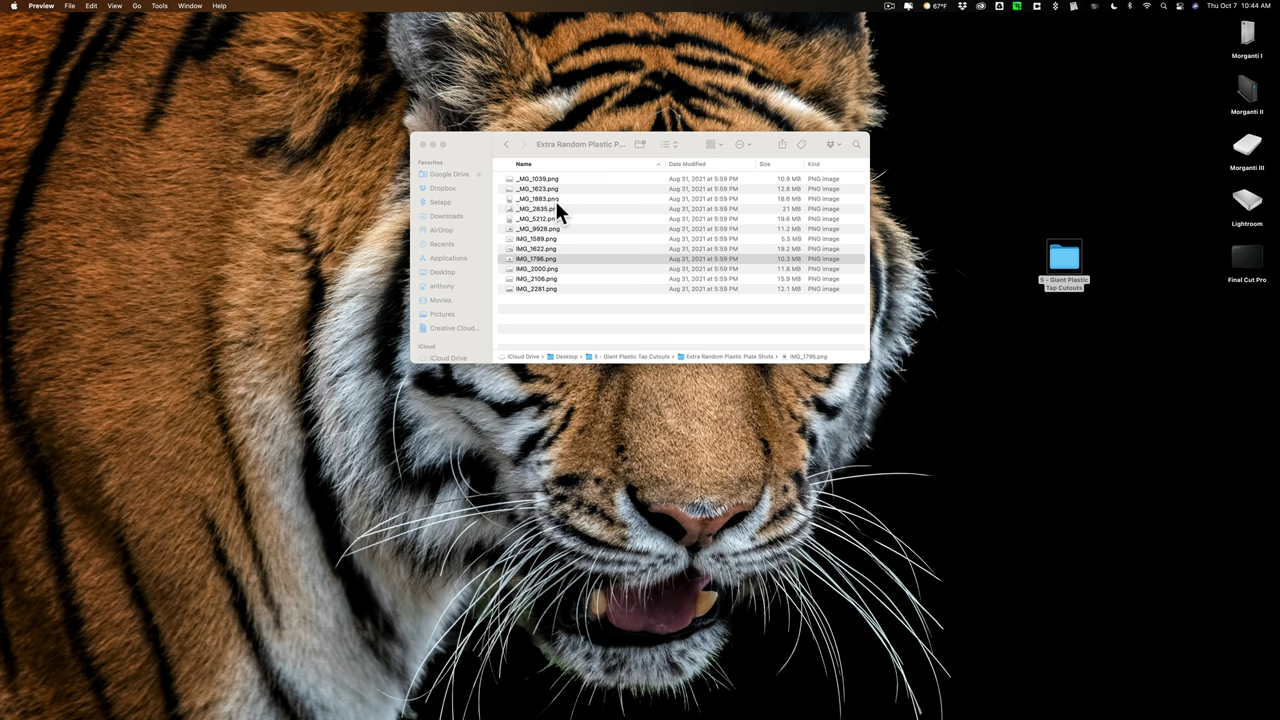 Preview File Edit View Go Tools Window Help
67°F Thu Oct 7 10:44 AM
Morganti I
Morganti II
Morganti III
Lightroom
Final Cut Pro
5 - Giant Plastic
Tap Cutouts
Extra Random Plastic P...
Favorites
Google Drive
Dropbox
Setapp
Downloads
AirDrop
Recents
Applications
Desktop
anthony
Movies
Pictures
Creative Cloud...
iCloud
iCloud Drive
Name Date Modified Size Kind
_MG_1039.png Aug 31, 2021 at 5:59 PM 10.9 MB PNG image
_MG_1623.png Aug 31, 2021 at 5:59 PM 12.8 MB PNG image
_MG_1883.png Aug 31, 2021 at 5:59 PM 18.6 MB PNG image
_MG_2835.png Aug 31, 2021 at 5:59 PM 21 MB PNG image
_MG_5212.png Aug 31, 2021 at 5:59 PM 19.6 MB PNG image
_MG_9928.png Aug 31, 2021 at 5:59 PM 11.2 MB PNG image
IMG_1589.png Aug 31, 2021 at 5:59 PM 5.5 MB PNG image
IMG_1622.png Aug 31, 2021 at 5:59 PM 19.2 MB PNG image
IMG_1796.png Aug 31, 2021 at 5:59 PM 10.3 MB PNG image
IMG_2000.png Aug 31, 2021 at 5:59 PM 11.8 MB PNG image
IMG_2106.png Aug 31, 2021 at 5:59 PM 15.9 MB PNG image
IMG_2281.png Aug 31, 2021 at 5:59 PM 12.1 MB PNG image
iCloud Drive › Desktop › 5 - Giant Plastic Tap Cutouts › Extra Random Plastic Plate Shots › IMG_1796.png